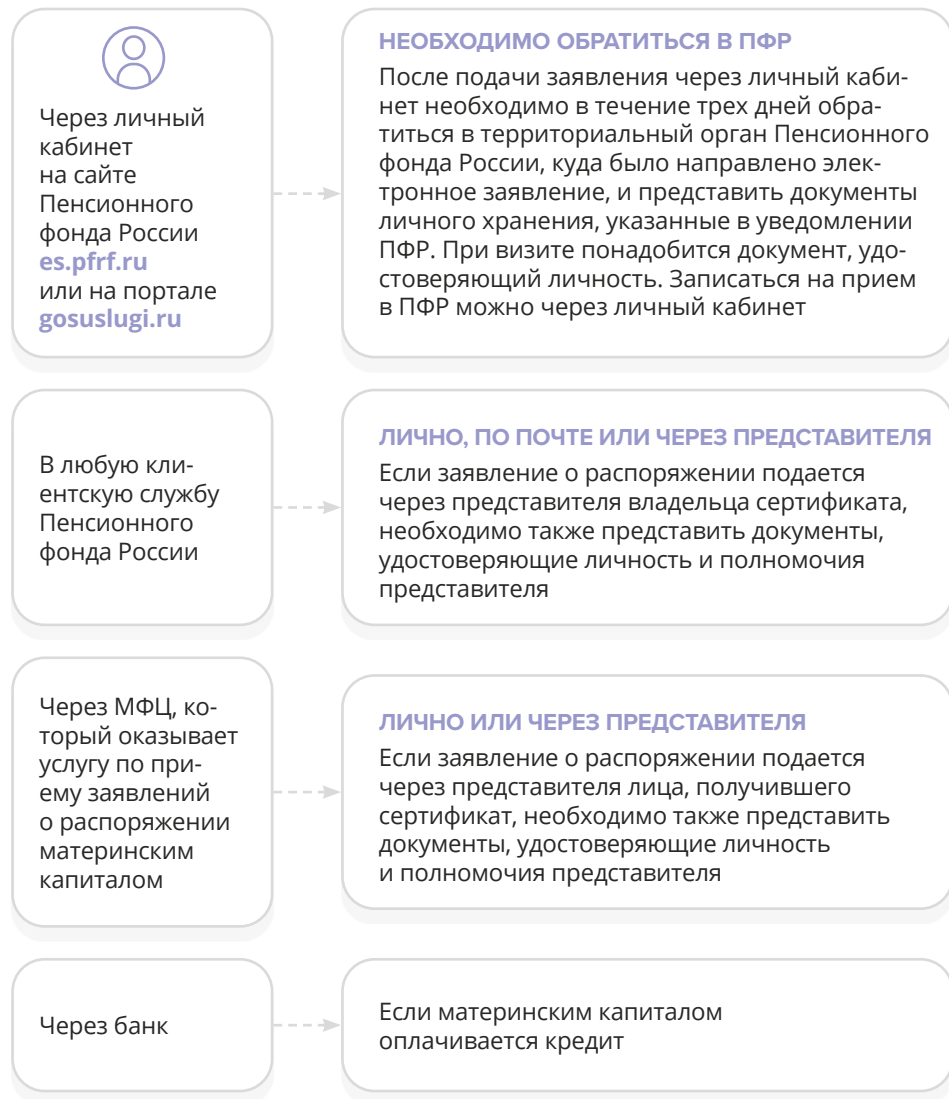 Через личный
кабинет
на сайте
Пенсионного
фонда России
es.pfrf.ru
или на портале
gosuslugi.ru
НЕОБХОДИМО ОБРАТИТЬСЯ В ПФР
После подачи заявления через личный каби-
нет необходимо в течение трех дней обра-
титься в территориальный орган Пенсионного
фонда России, куда было направлено элек-
тронное заявление, и представить документы
личного хранения, указанные в уведомлении
ПФР. При визите понадобится документ, удо-
стоверяющий личность. Записаться на прием
в ПФР можно через личный кабинет
В любую кли-
ентскую службу
Пенсионного
фонда России
ЛИЧНО, ПО ПОЧТЕ ИЛИ ЧЕРЕЗ ПРЕДСТАВИТЕЛЯ
Если заявление о распоряжении подается
через представителя владельца сертификата,
необходимо также представить документы,
удостоверяющие личность и полномочия
представителя
Через МФЦ, ко-
торый оказывает
услугу по при-
ему заявлений
о распоряжении
материнским
капиталом
ЛИЧНО ИЛИ ЧЕРЕЗ ПРЕДСТАВИТЕЛЯ
Если заявление о распоряжении подается
через представителя лица, получившего
сертификат, необходимо также представить
документы, удостоверяющие личность
и полномочия представителя
Через банк
Если материнским капиталом
оплачивается кредит